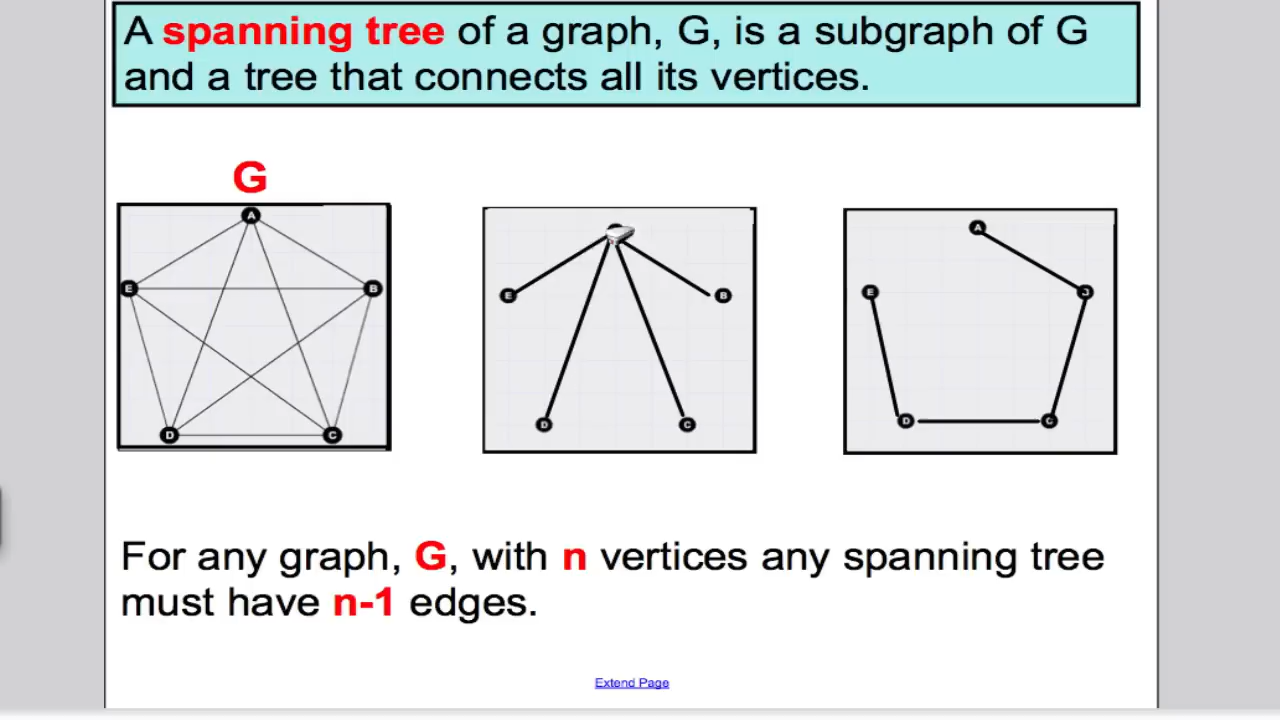 A spanning tree of a graph, G, is a subgraph of G
and a tree that connects all its vertices.
G
A
E
B
D
C
E
B
D
C
A
E
D
For any graph, G, with n vertices any spanning tree
must have n-1 edges.
Extend Page